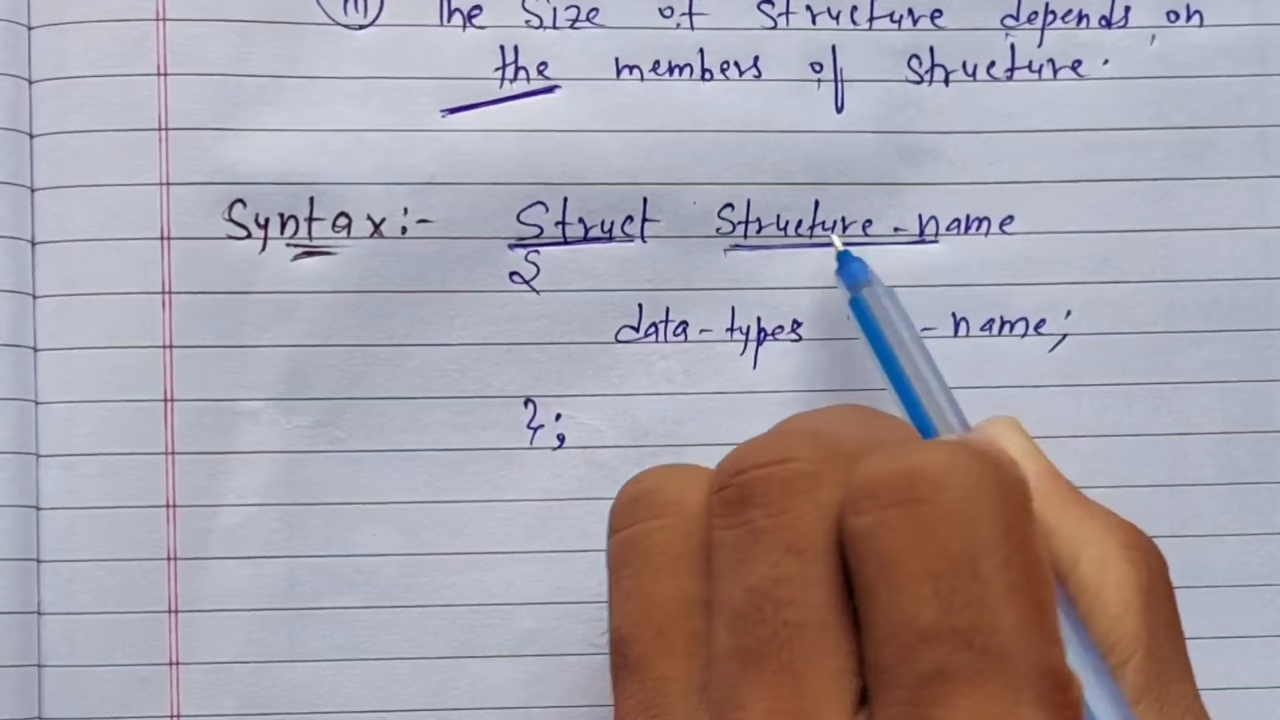 (iii) The Size of Structure depends on
the members of Structure.
Syntax:- Struct Structure-name
{
data-types -name;
};